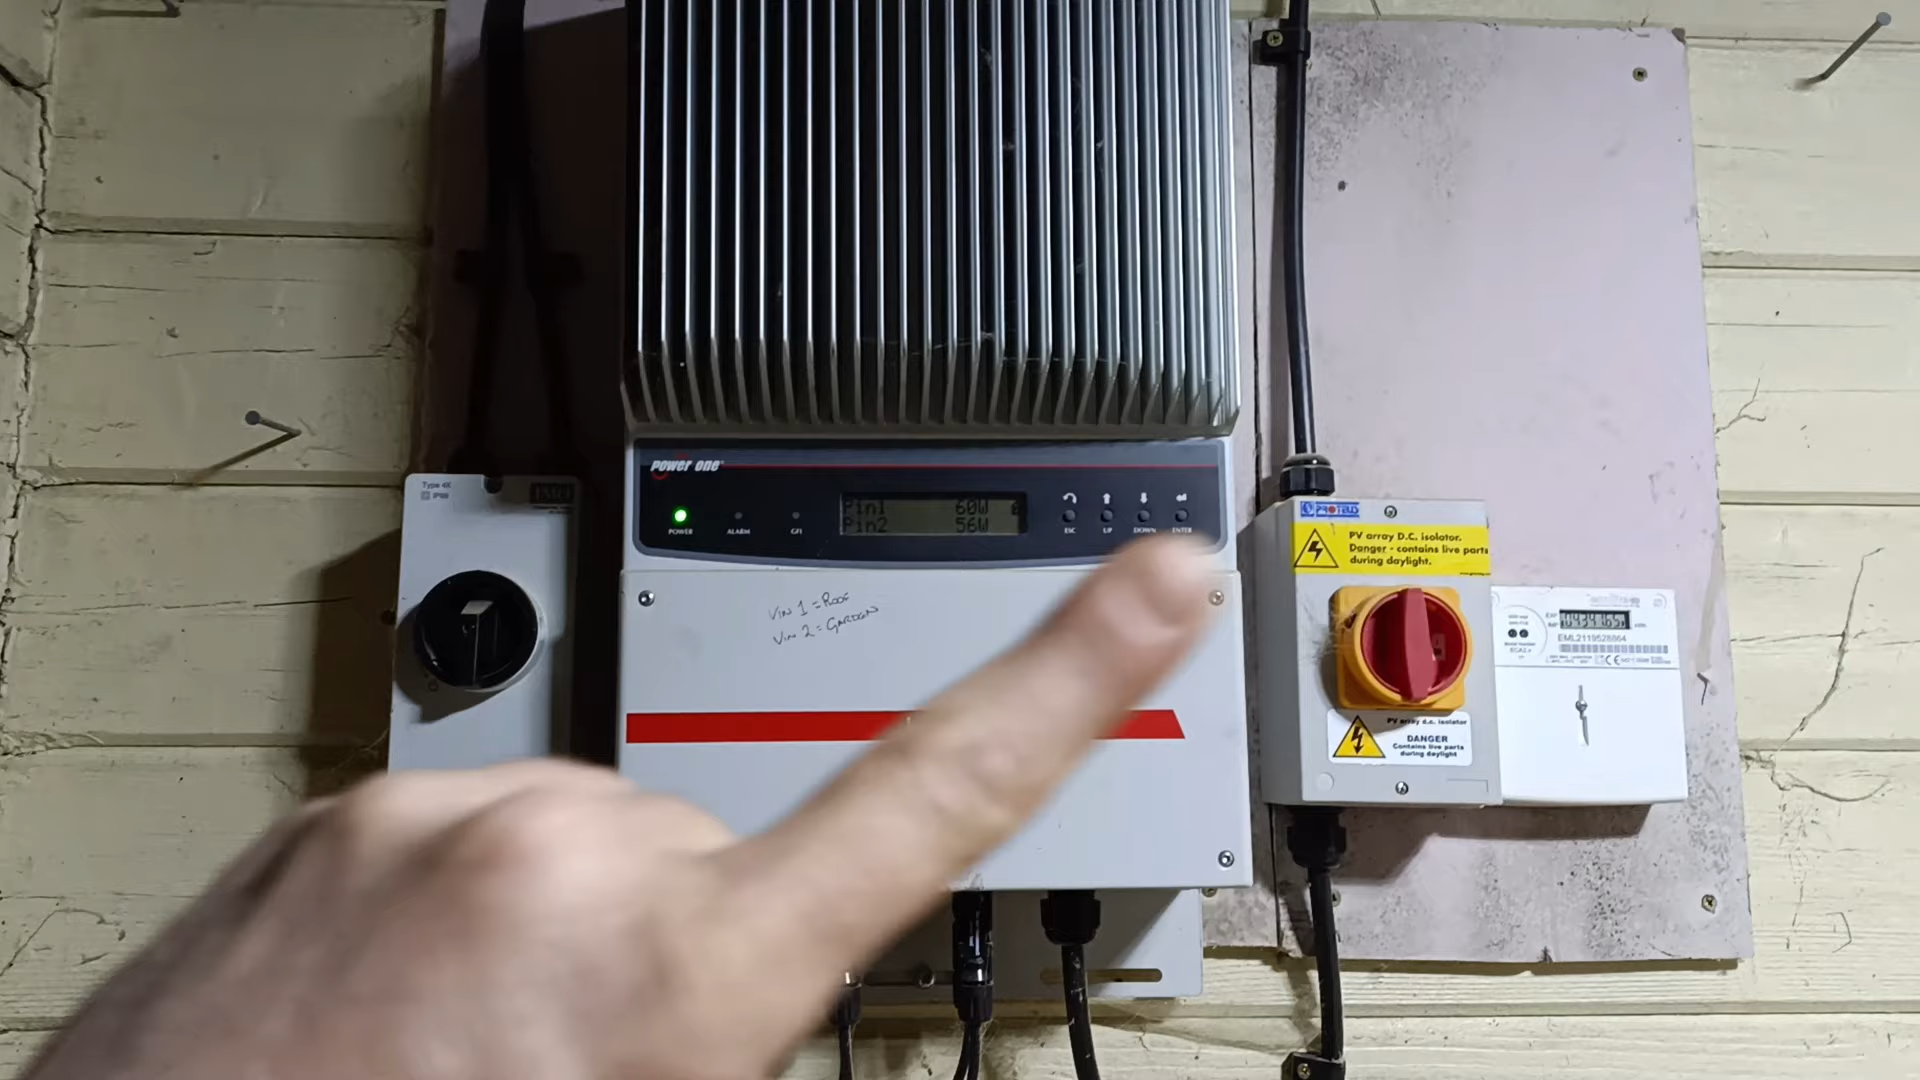 power-one
POWER
ALARM
GFI
Pin1 60W
Pin2 56W
ESC
UP
DOWN
ENTER
VIN 1 = ROOF
VIN 2 = GARDEN
Type 4X
IP66
PROTEUS
PV array D.C. isolator.
Danger - contains live parts
during daylight.
PV array d.c. isolator
DANGER
Contains live parts
during daylight
EML2119528864